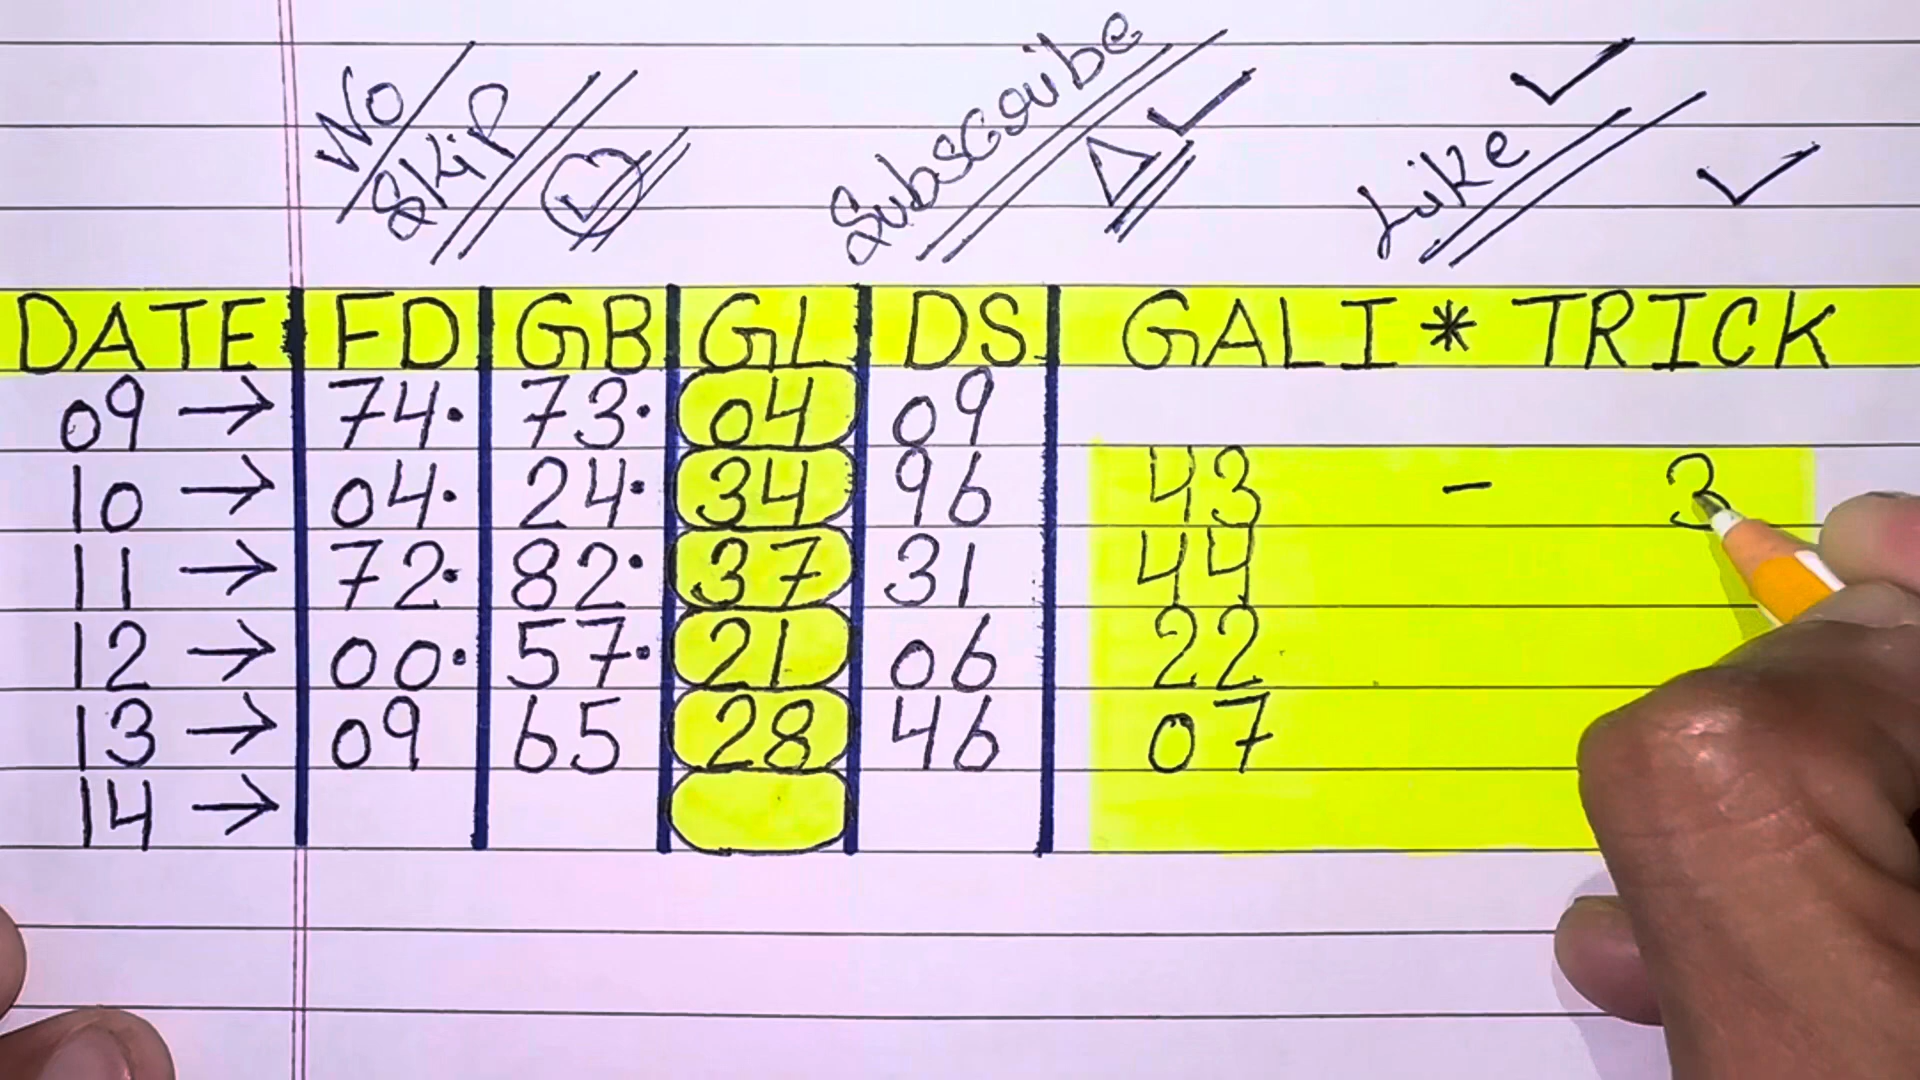 No
Skip
Subscribe
Like
DATE FD GB GL DS GALI * TRICK
09 → 74. 73. 04 09
10 → 04. 24. 34 96 43 - 3
11 → 72. 82. 37 31 44
12 → 00. 57. 21 06 22
13 → 09 65 28 46 07
14 →